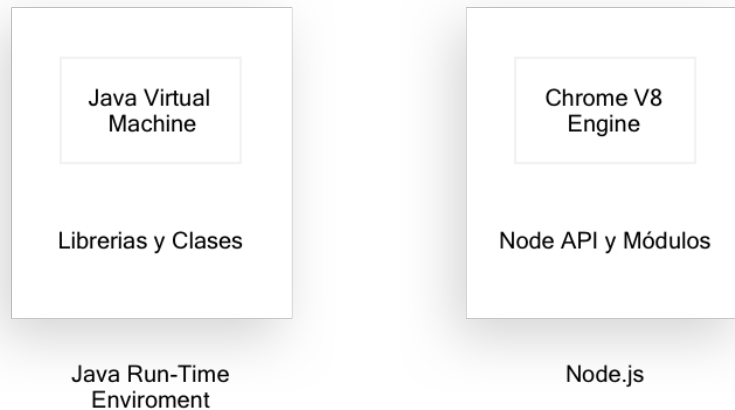 Java Virtual
Machine
Librerias y Clases
Java Run-Time
Enviroment
Chrome V8
Engine
Node API y Módulos
Node.js